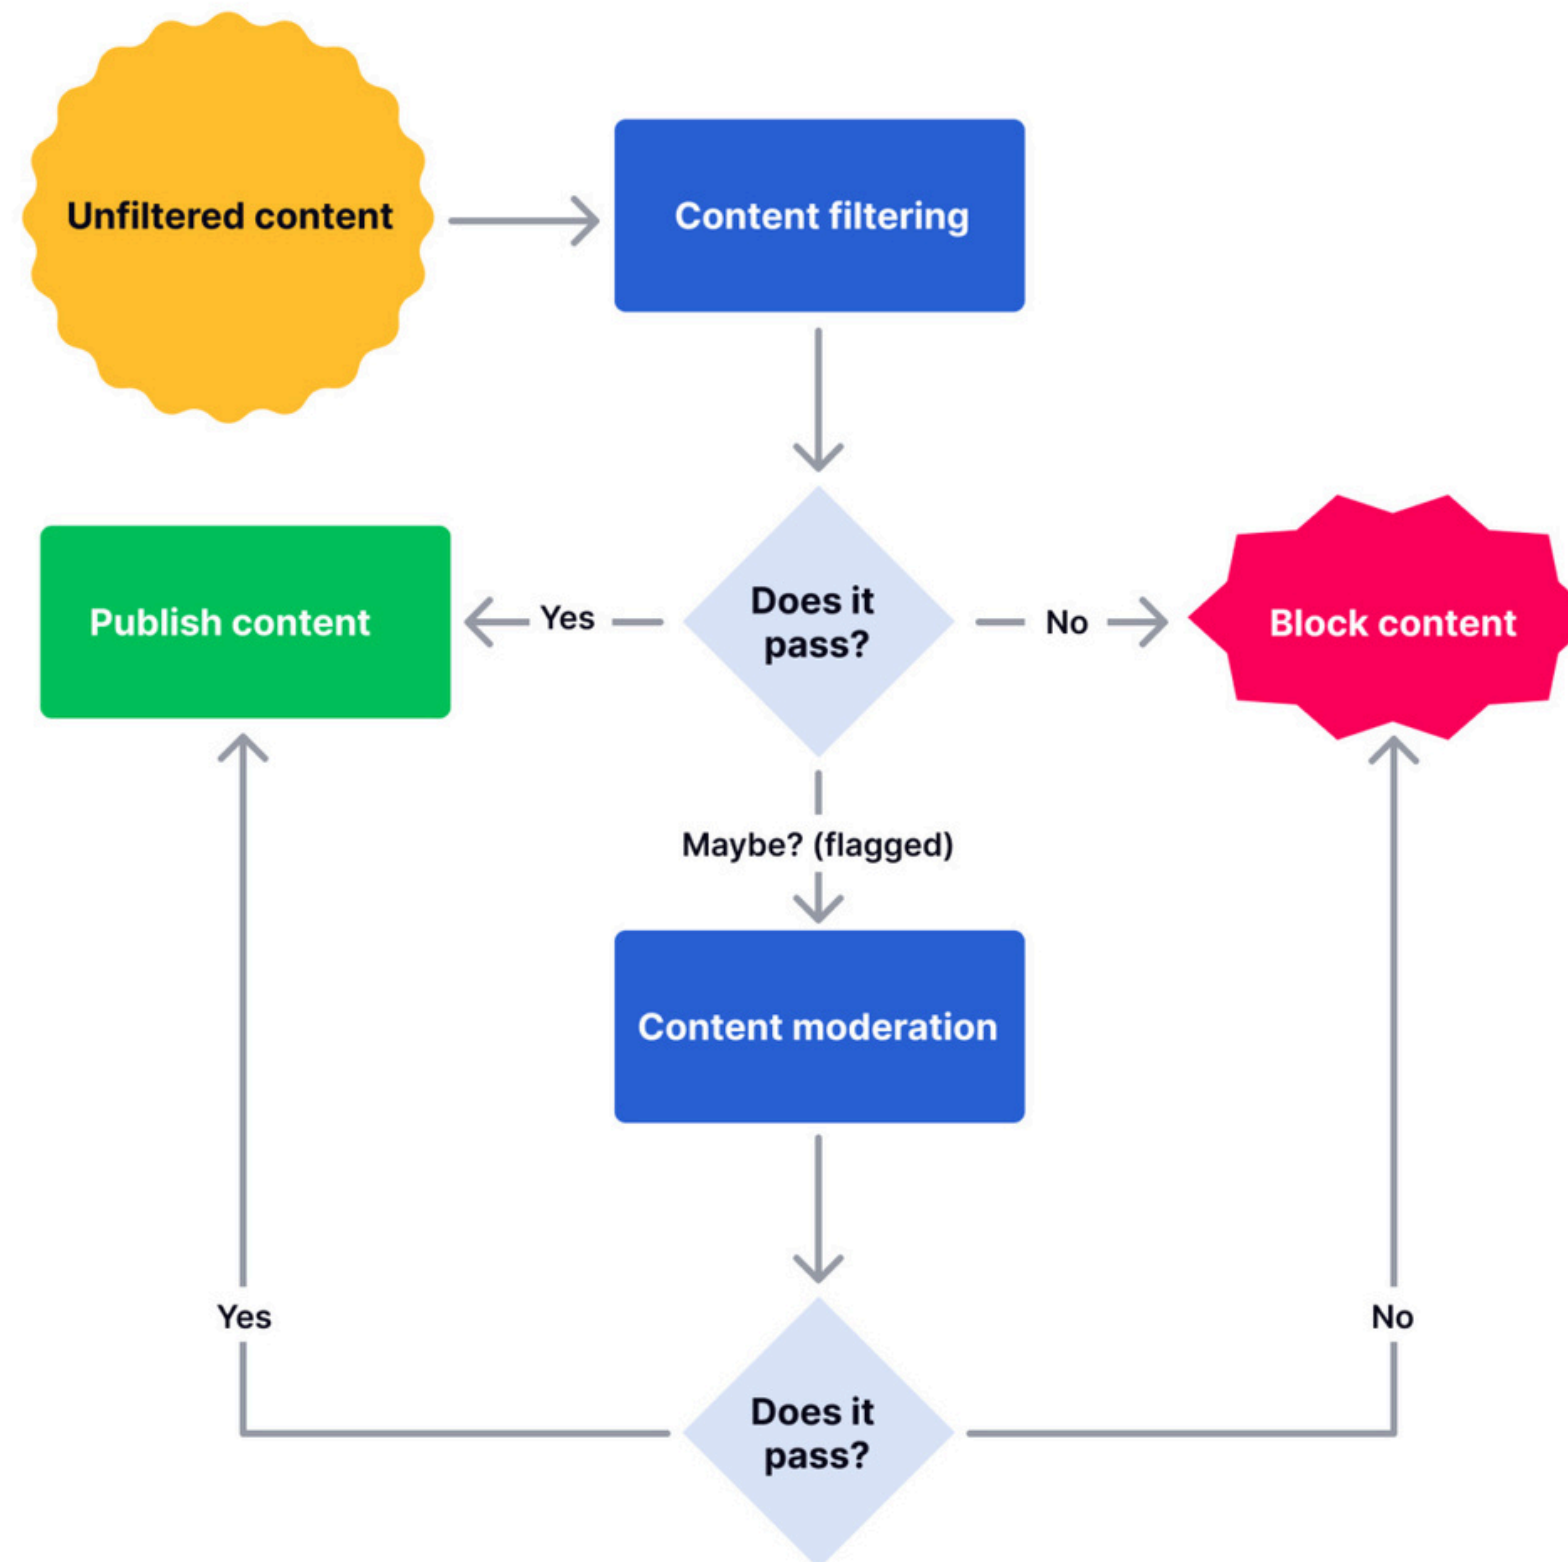 Unfiltered content
Content filtering
Publish content
Yes
Does it
pass?
No
Block content
Maybe? (flagged)
Content moderation
Yes
No
Does it
pass?